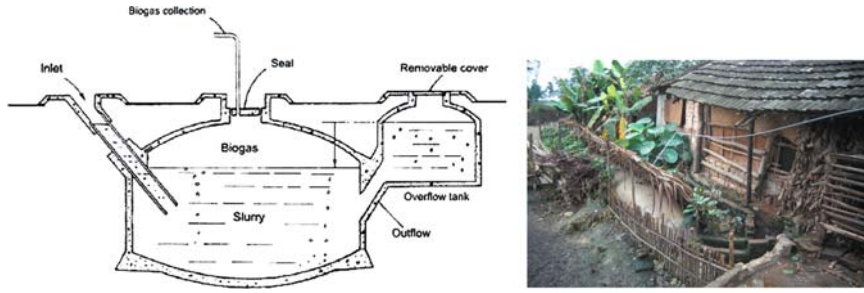 Biogas collection
Inlet
Seal
Removable cover
Biogas
Slurry
Overflow tank
Outflow